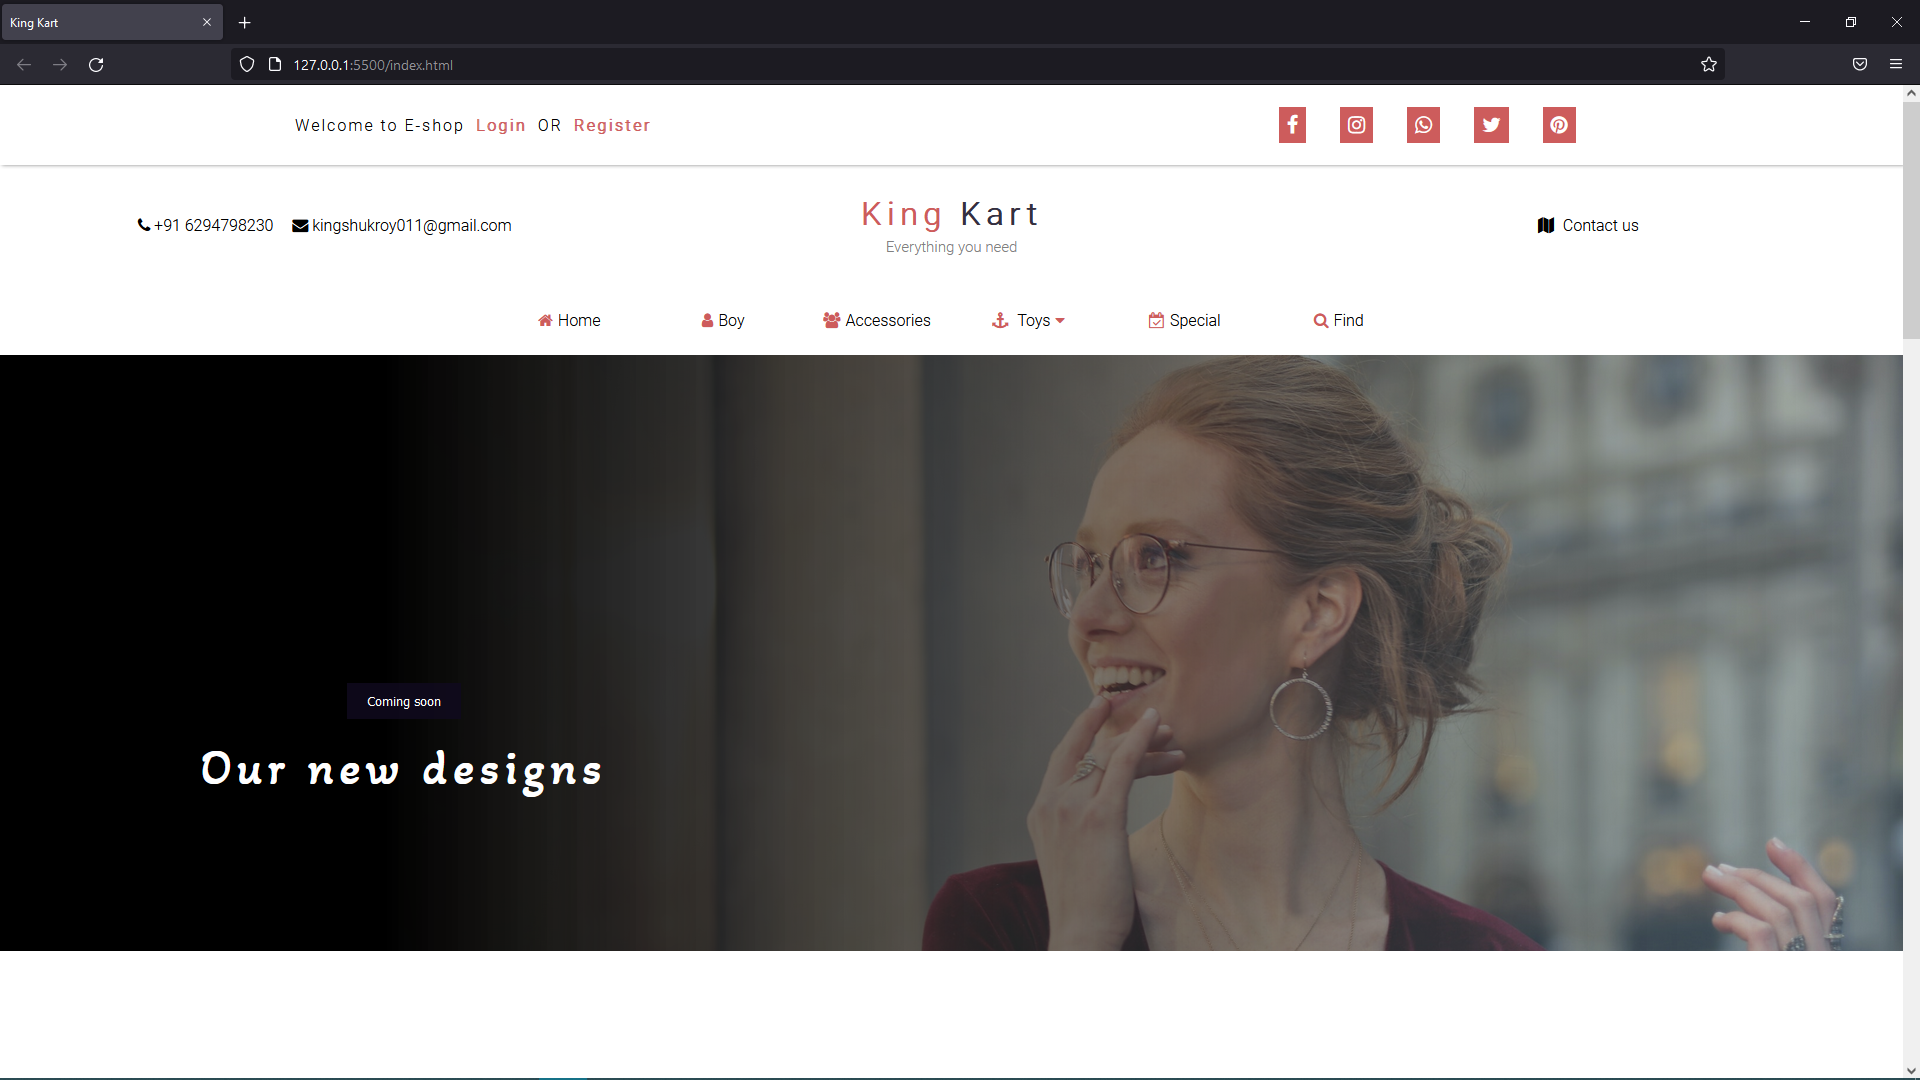 King Kart
127.0.0.1:5500/index.html
Welcome to E-shop Login OR Register
+91 6294798230 kingshukroy011@gmail.com
King Kart
Everything you need
Contact us
Home Boy Accessories Toys Special Find
Coming soon
Our new designs